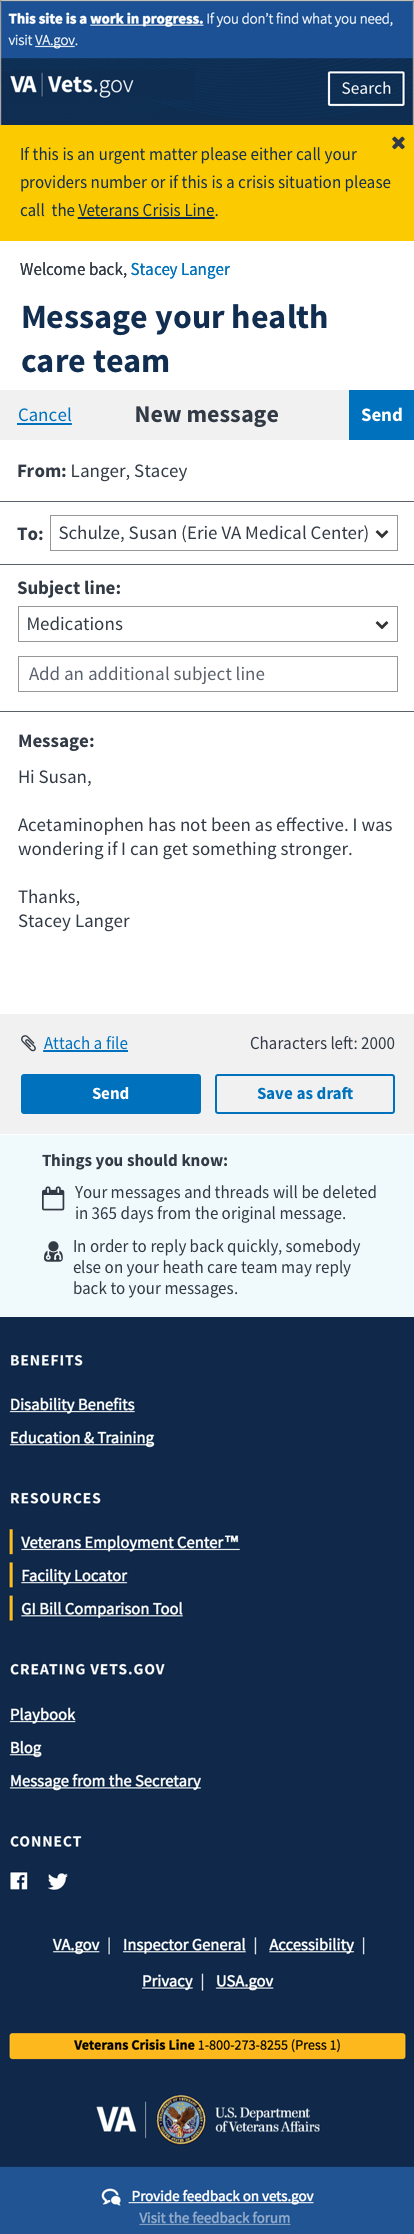 This site is a work in progress. If you don't find what you need,
visit VA.gov.
VA | Vets.gov
Search
If this is an urgent matter please either call your
providers number or if this is a crisis situation please
call the Veterans Crisis Line.
Welcome back, Stacey Langer
Message your health
care team
Cancel New message Send
From: Langer, Stacey
To: Schulze, Susan (Erie VA Medical Center)
Subject line:
Medications
Add an additional subject line
Message:
Hi Susan,
Acetaminophen has not been as effective. I was
wondering if I can get something stronger.
Thanks,
Stacey Langer
Attach a file Characters left: 2000
Send Save as draft
Things you should know:
Your messages and threads will be deleted
in 365 days from the original message.
In order to reply back quickly, somebody
else on your heath care team may reply
back to your messages.
BENEFITS
Disability Benefits
Education & Training
RESOURCES
Veterans Employment Center™
Facility Locator
GI Bill Comparison Tool
CREATING VETS.GOV
Playbook
Blog
Message from the Secretary
CONNECT
VA.gov | Inspector General | Accessibility |
Privacy | USA.gov
Veterans Crisis Line 1-800-273-8255 (Press 1)
VA | U.S. Department
of Veterans Affairs
Provide feedback on vets.gov
Visit the feedback forum